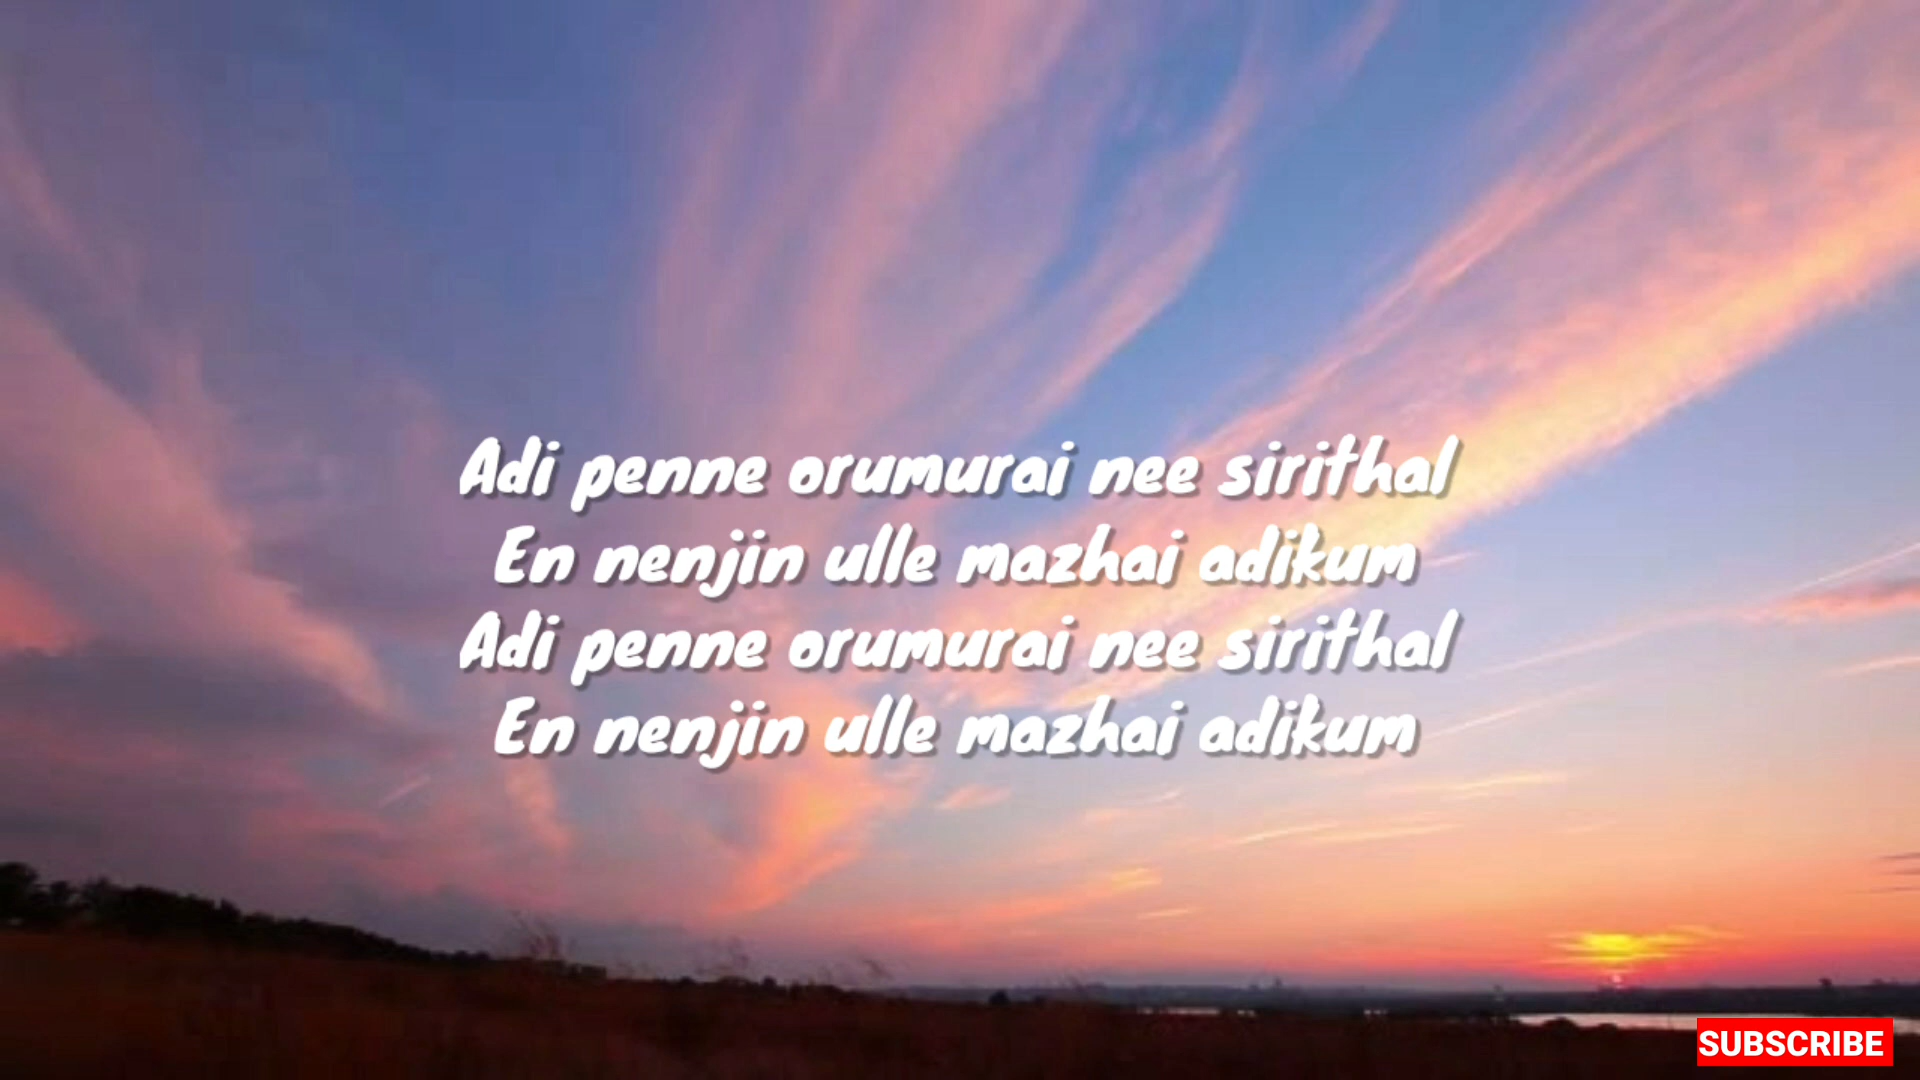 Adi penne orumurai nee sirithal
En nenjin ulle mazhai adikum
Adi penne orumurai nee sirithal
En nenjin ulle mazhai adikum
SUBSCRIBE